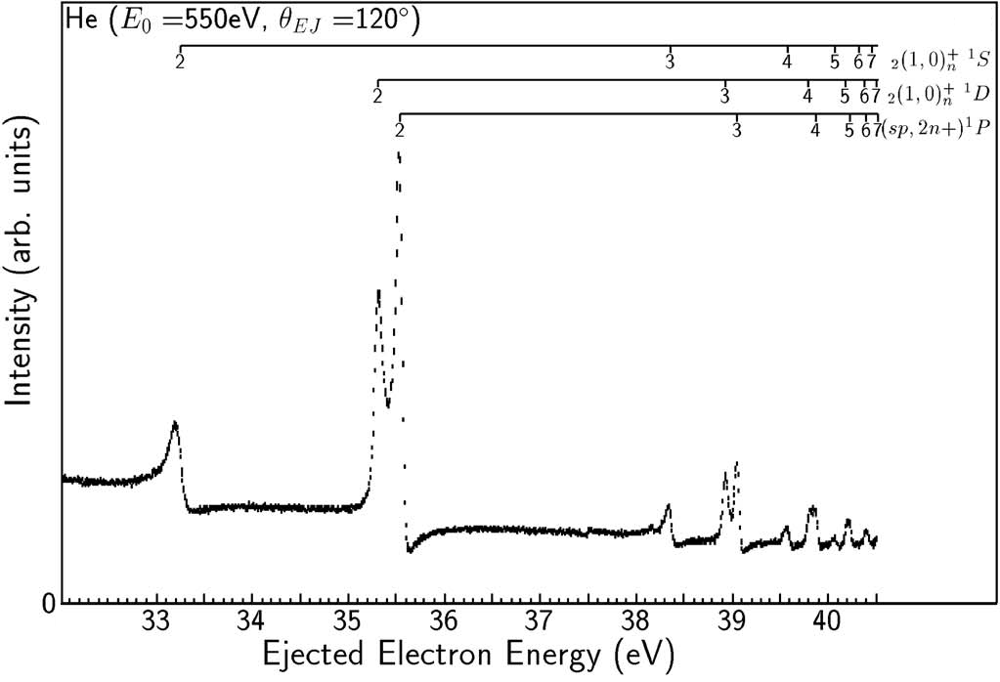 He (E₀ =550eV, θ_EJ =120°)
2 3 4 5 6 7 ₂(1,0)ₙ⁺ ¹S
2 3 4 5 6 7 ₂(1,0)ₙ⁺ ¹D
2 3 4 5 6 7 (sp,2n+)¹P
Intensity (arb. units)
0
33 34 35 36 37 38 39 40
Ejected Electron Energy (eV)